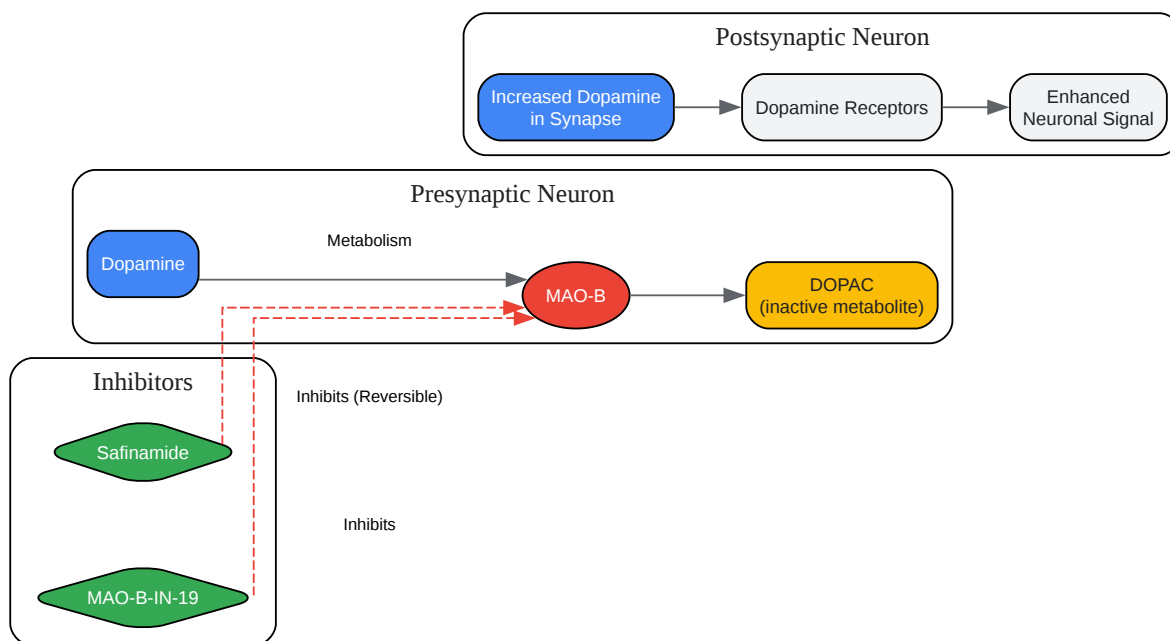 Postsynaptic Neuron
Increased Dopamine
in Synapse
Dopamine Receptors
Enhanced
Neuronal Signal
Presynaptic Neuron
Metabolism
Dopamine
MAO-B
DOPAC
(inactive metabolite)
Inhibitors
Inhibits (Reversible)
Safinamide
Inhibits
MAO-B-IN-19